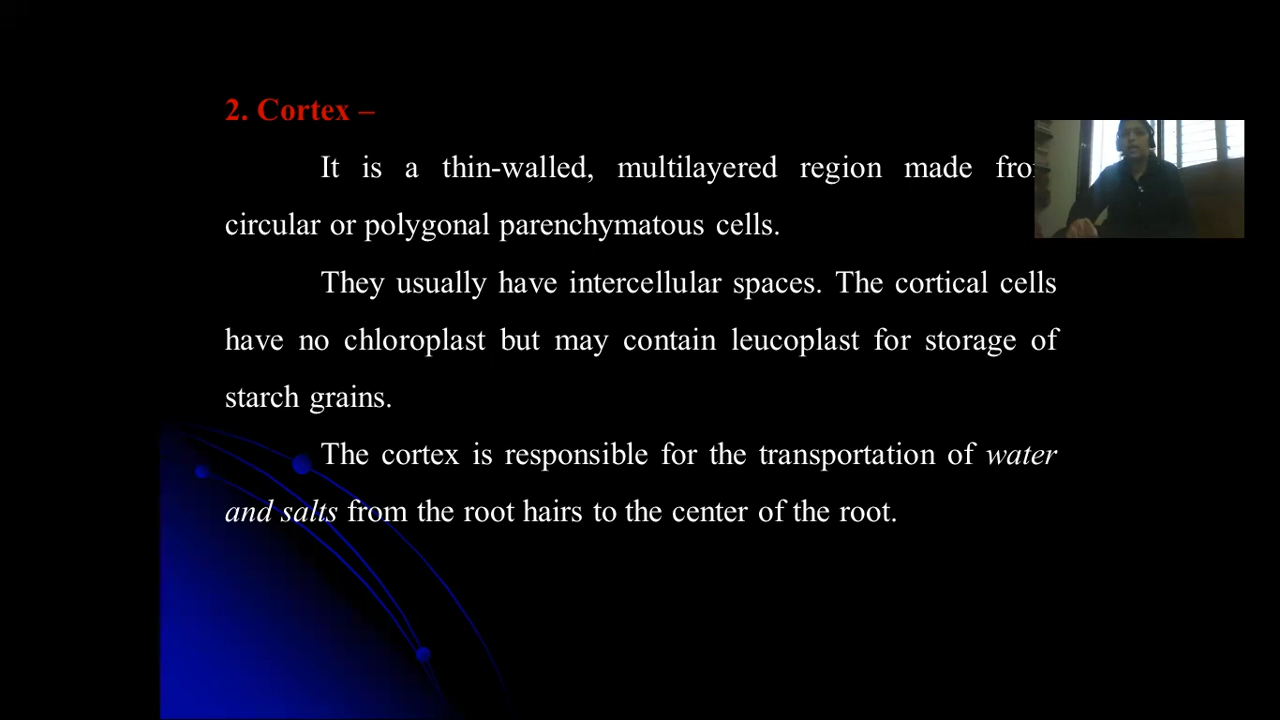 2. Cortex –
It is a thin-walled, multilayered region made
circular or polygonal parenchymatous cells.
They usually have intercellular spaces. The cortical cells
have no chloroplast but may contain leucoplast for storage of
starch grains.
The cortex is responsible for the transportation of water
and salts from the root hairs to the center of the root.